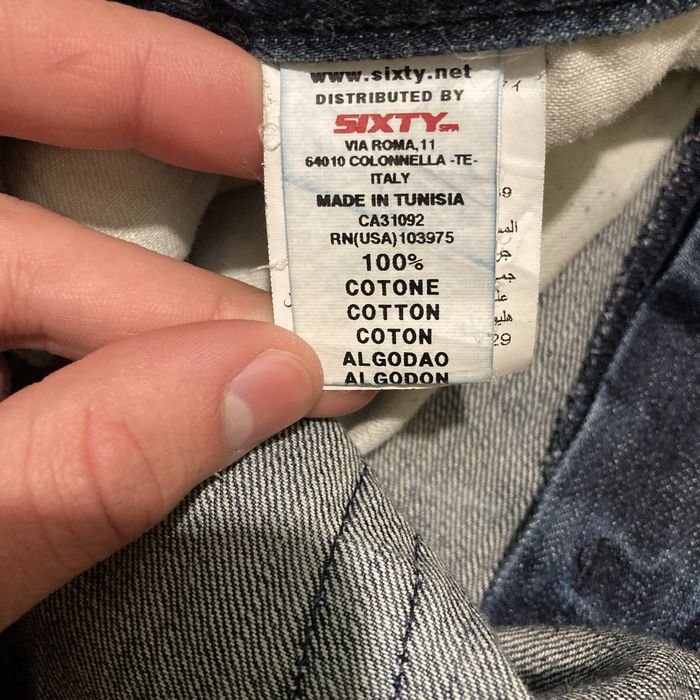 www.sixty.net
DISTRIBUTED BY
SIXTY SPA
VIA ROMA,11
64010 COLONNELLA -TE-
ITALY
MADE IN TUNISIA
CA31092
RN(USA)103975
100%
COTONE
COTTON
COTON
ALGODAO
ALGODON